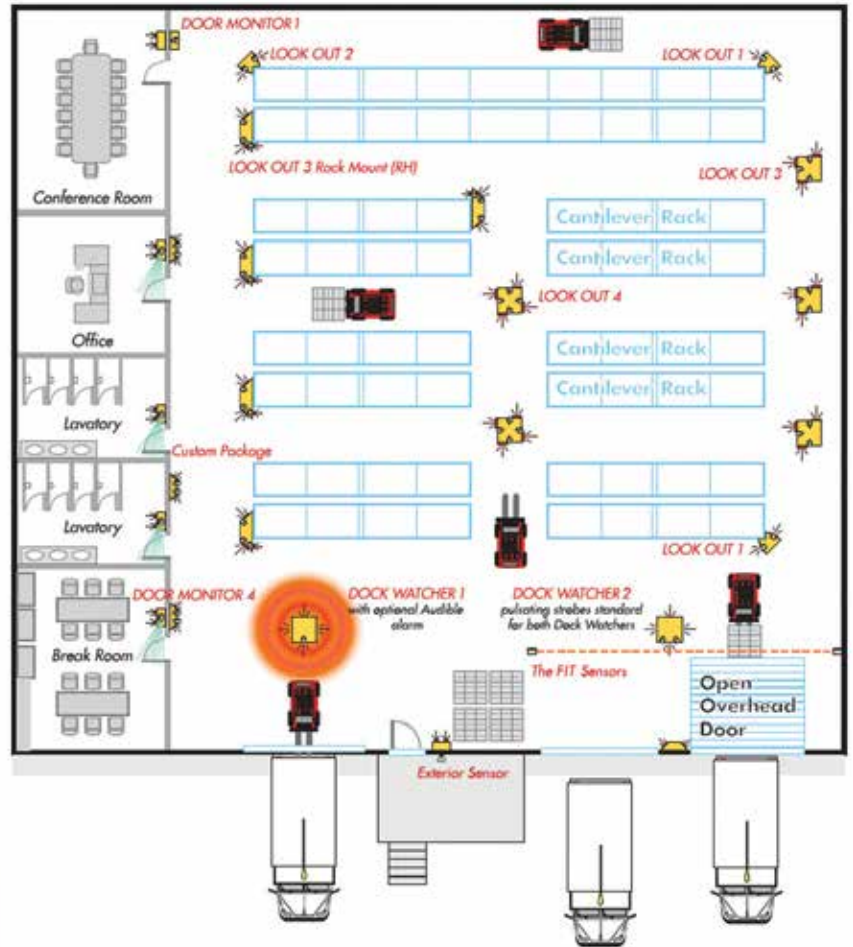 DOOR MONITOR 1
LOOK OUT 2
LOOK OUT 1
LOOK OUT 3 Rack Mount (RH)
LOOK OUT 3
Conference Room
Cantilever Rack
Cantilever Rack
LOOK OUT 4
Office
Cantilever Rack
Cantilever Rack
Lavatory
Custom Package
Lavatory
LOOK OUT 1
DOOR MONITOR 4
DOCK WATCHER 1
with optional Audible
alarm
DOCK WATCHER 2
pulsating strobes standard
for both Dock Watchers
Break Room
The FIT Sensors
Open
Overhead
Door
Exterior Sensor